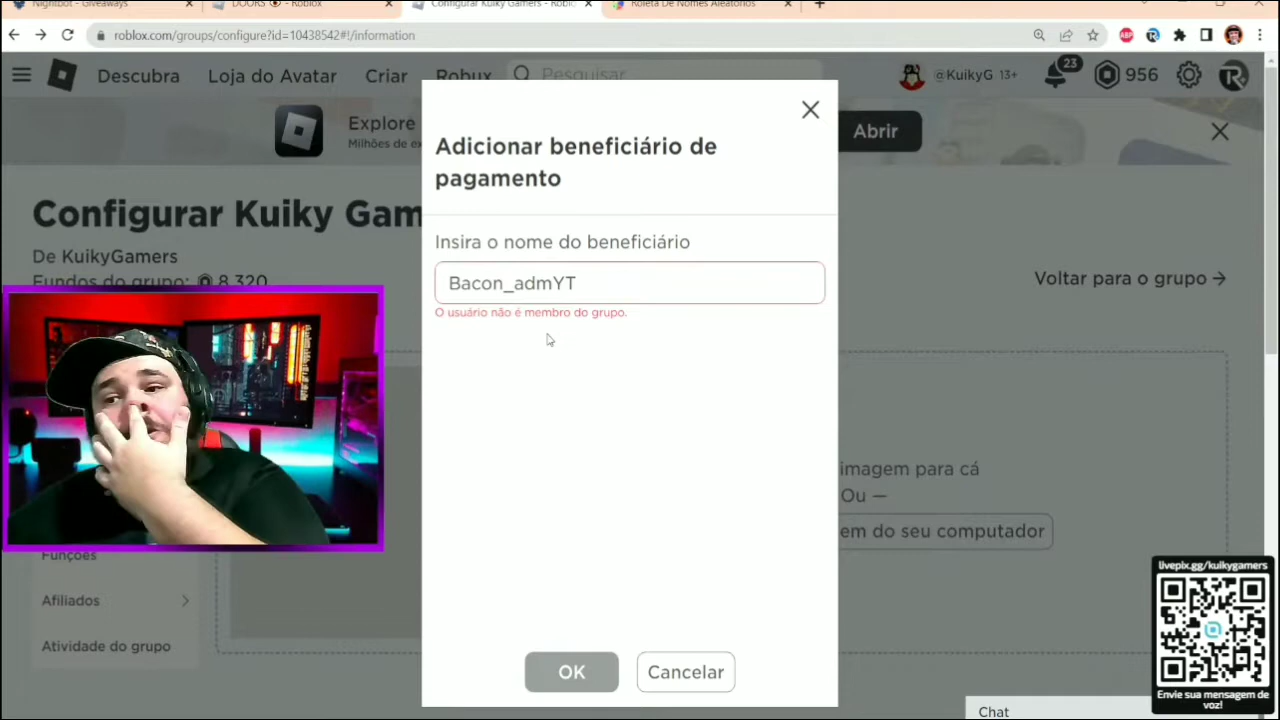 Nightbot - Giveaways
DOORS 👁 - Roblox
Configurar Kuiky Gamers - Roblo
Roleta De Nomes Aleatórios
roblox.com/groups/configure?id=10438542#!/information
ABP
Descubra
Loja do Avatar
Criar
Robux
Pesquisar
@KuikyG 13+
23
956
Explore
Milhões de ex
Abrir
Configurar Kuiky Gam
De KuikyGamers
Fundos do grupo: 8.320
Voltar para o grupo →
Adicionar beneficiário de
pagamento
Insira o nome do beneficiário
Bacon_admYT
O usuário não é membro do grupo.
imagem para cá
Ou —
em do seu computador
Funções
Afiliados
Atividade do grupo
OK
Cancelar
livepix.gg/kuikygamers
Envie sua mensagem de
voz!
Chat